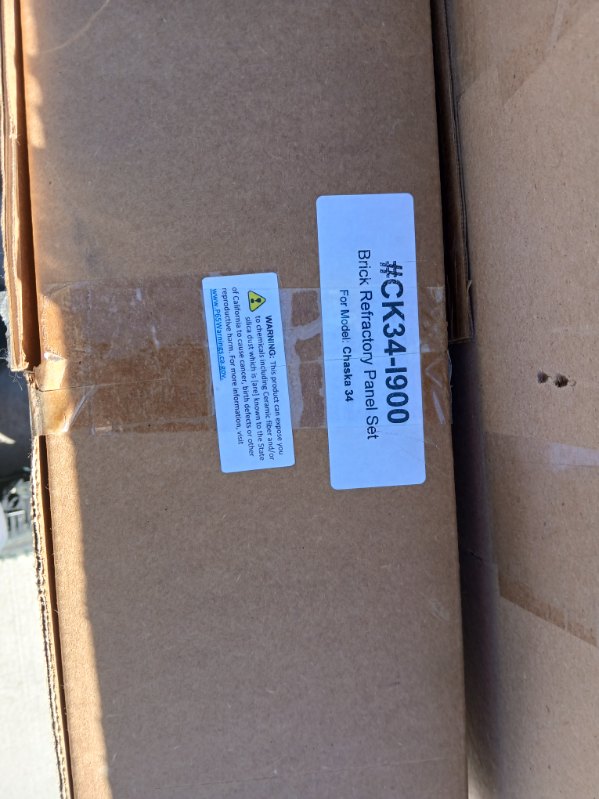 #CK34-I900
Brick Refractory Panel Set
For Model: Chaska 34
WARNING: This product can expose you
to chemicals including Ceramic fiber and/or
silica dust which is [are] known to the State
of California to cause cancer, birth defects or other
reproductive harm. For more information, visit
www.P65Warnings.ca.gov.